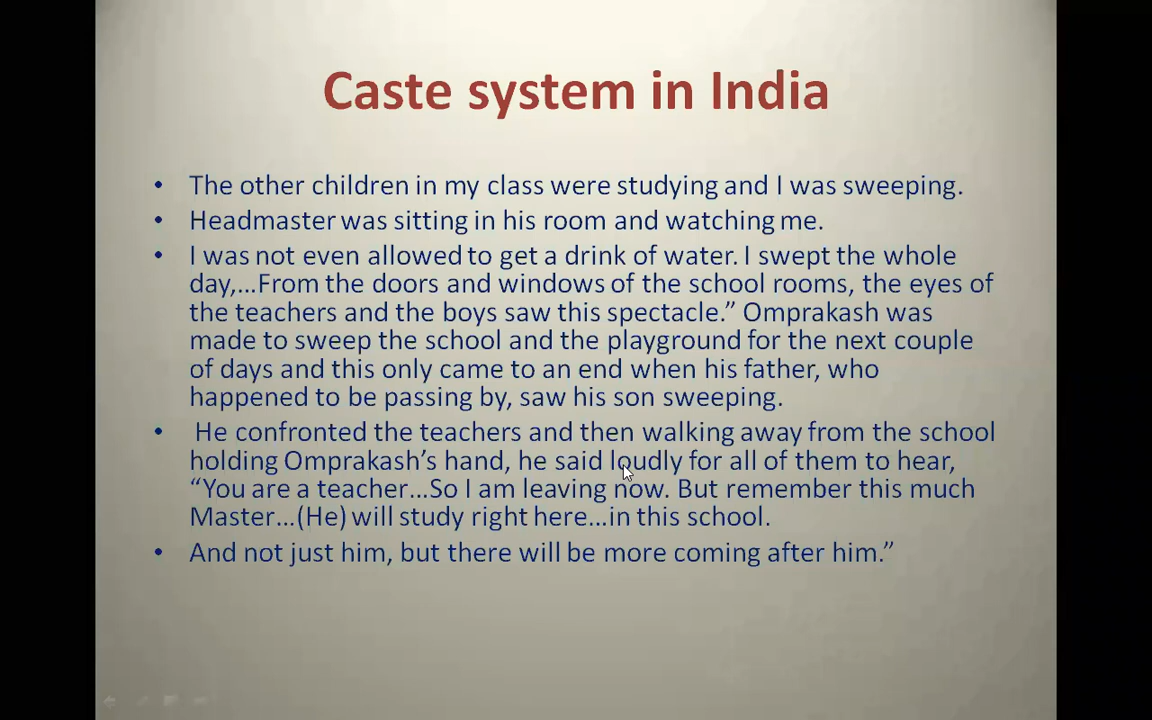 Caste system in India
• The other children in my class were studying and I was sweeping.
• Headmaster was sitting in his room and watching me.
• I was not even allowed to get a drink of water. I swept the whole
day,...From the doors and windows of the school rooms, the eyes of
the teachers and the boys saw this spectacle.” Omprakash was
made to sweep the school and the playground for the next couple
of days and this only came to an end when his father, who
happened to be passing by, saw his son sweeping.
• He confronted the teachers and then walking away from the school
holding Omprakash’s hand, he said loudly for all of them to hear,
“You are a teacher...So I am leaving now. But remember this much
Master...(He) will study right here...in this school.
• And not just him, but there will be more coming after him.”